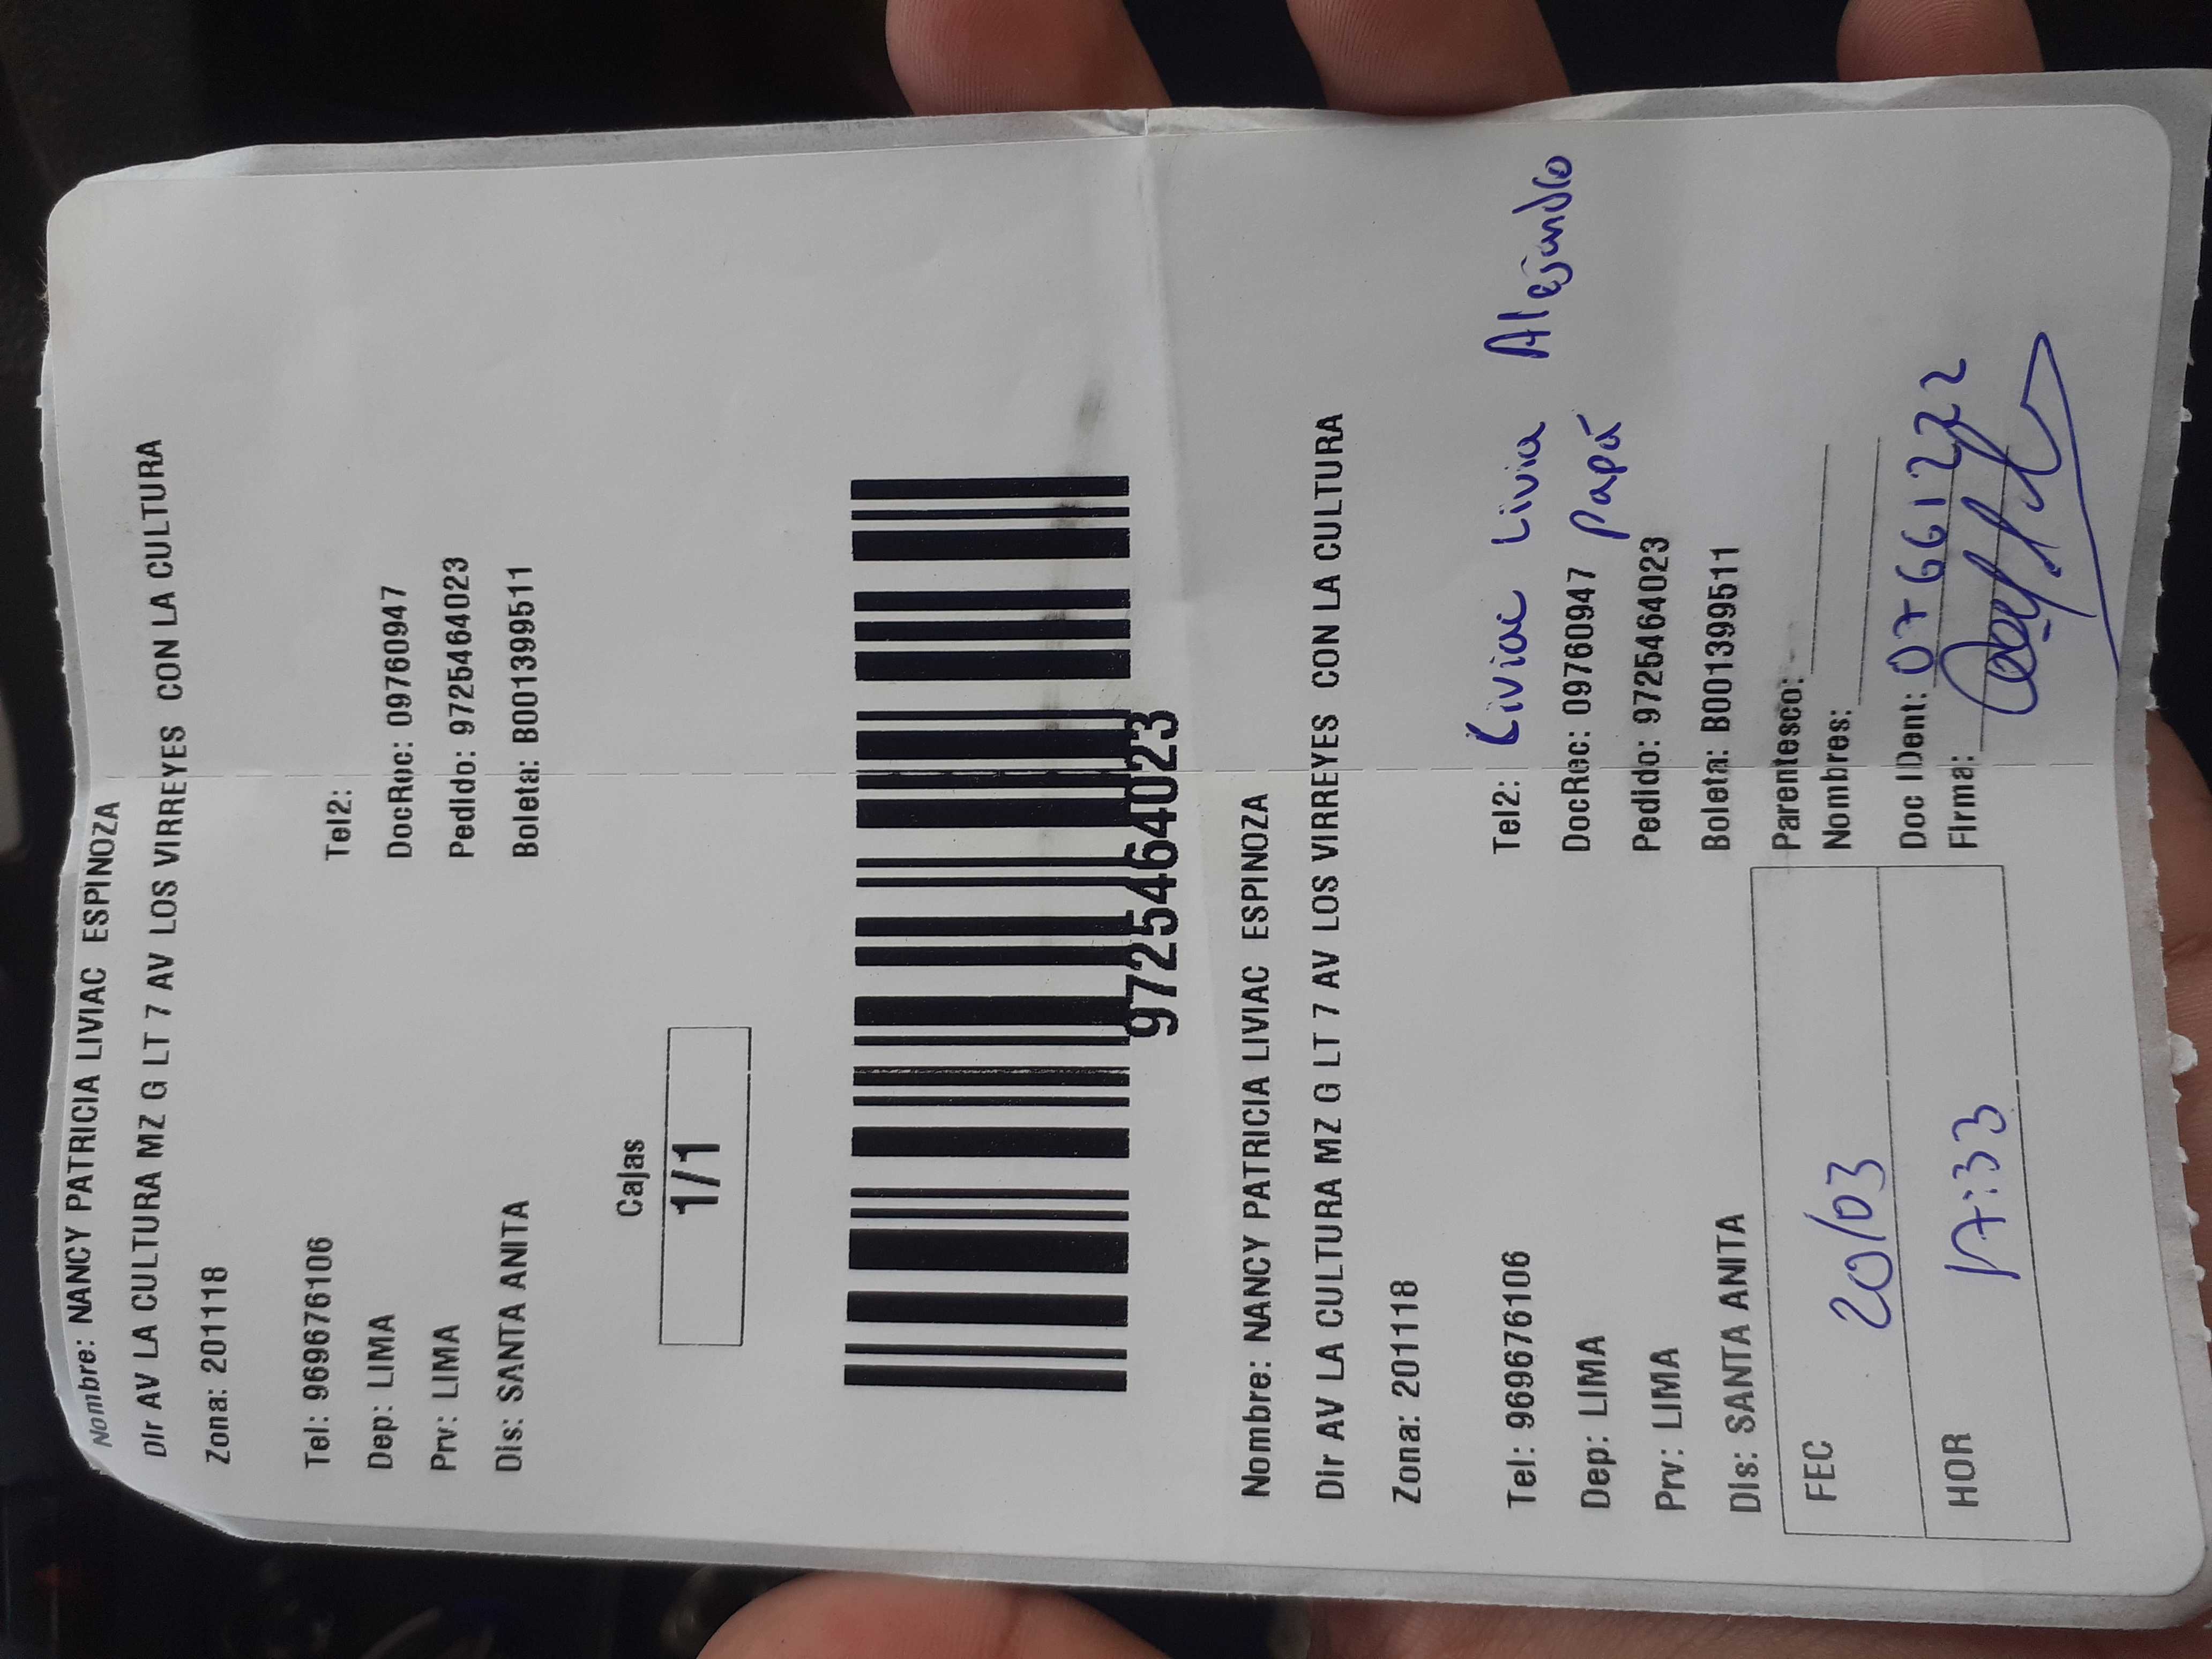 Nombre: NANCY PATRICIA LIVIAC ESPINOZA
Dir AV LA CULTURA MZ G LT 7 AV LOS VIRREYES CON LA CULTURA
Zona: 201118
Tel: 969676106 Tel2:
Dep: LIMA DocRec: 09760947
Prv: LIMA Pedido: 9725464023
Dis: SANTA ANITA Boleta: B001399511
Cajas
1/1
9725464023
Nombre: NANCY PATRICIA LIVIAC ESPINOZA
Dir AV LA CULTURA MZ G LT 7 AV LOS VIRREYES CON LA CULTURA
Zona: 201118
Tel: 969676106 Tel2: Liviac Livia Alejandro
Dep: LIMA DocRec: 09760947 Papá
Prv: LIMA Pedido: 9725464023
Dis: SANTA ANITA Boleta: B001399511
FEC 20/03 Parentesco:
Nombres:
HOR 17:33 Doc IDent: 07661222
Firma: